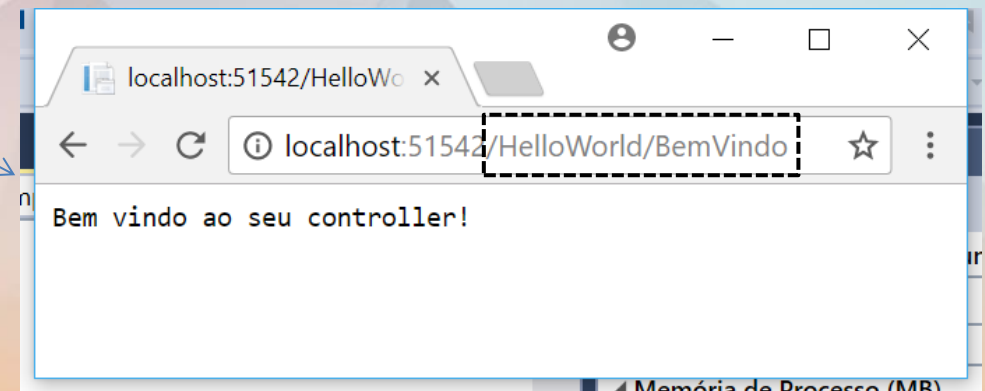 localhost:51542/HelloWo
localhost:51542/HelloWorld/BemVindo
Bem vindo ao seu controller!
Memória de Processo (MB)